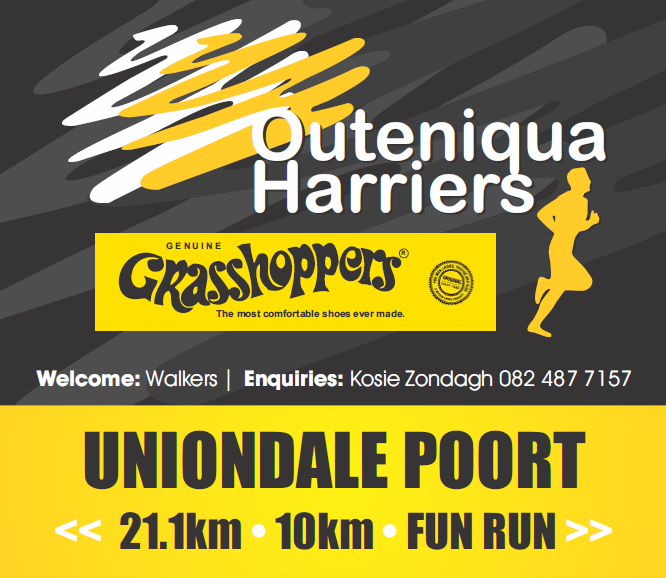 Outeniqua
Harriers
GENUINE
Grasshoppers®
ORIGINAL
The most comfortable shoes ever made.
Welcome: Walkers | Enquiries: Kosie Zondagh 082 487 7157
UNIONDALE POORT
<< 21.1km • 10km • FUN RUN >>